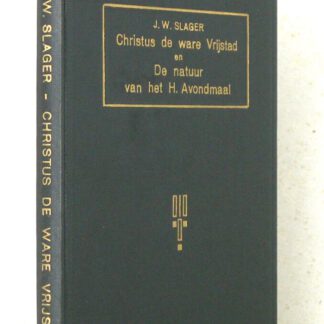 J. W. SLAGER
Christus de ware Vrijstad
en
De natuur
van het H. Avondmaal
W. SLAGER - CHRISTUS DE WARE VRIJS